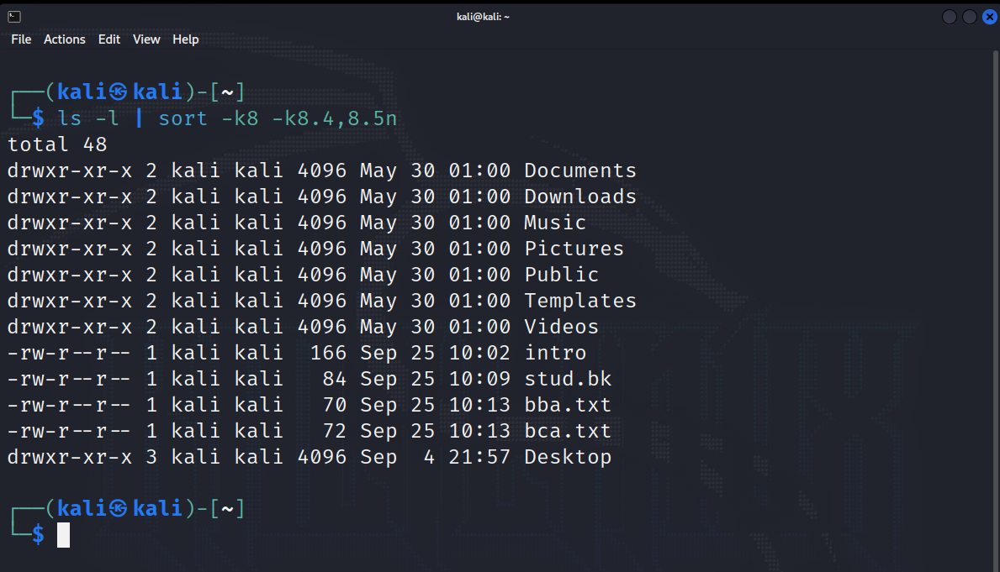 kali@kali: ~
File Actions Edit View Help
┌──(kali㉿kali)-[~]
└─$ ls -l | sort -k8 -k8.4,8.5n
total 48
drwxr-xr-x 2 kali kali 4096 May 30 01:00 Documents
drwxr-xr-x 2 kali kali 4096 May 30 01:00 Downloads
drwxr-xr-x 2 kali kali 4096 May 30 01:00 Music
drwxr-xr-x 2 kali kali 4096 May 30 01:00 Pictures
drwxr-xr-x 2 kali kali 4096 May 30 01:00 Public
drwxr-xr-x 2 kali kali 4096 May 30 01:00 Templates
drwxr-xr-x 2 kali kali 4096 May 30 01:00 Videos
-rw-r--r-- 1 kali kali  166 Sep 25 10:02 intro
-rw-r--r-- 1 kali kali   84 Sep 25 10:09 stud.bk
-rw-r--r-- 1 kali kali   70 Sep 25 10:13 bba.txt
-rw-r--r-- 1 kali kali   72 Sep 25 10:13 bca.txt
drwxr-xr-x 3 kali kali 4096 Sep  4 21:57 Desktop
┌──(kali㉿kali)-[~]
└─$